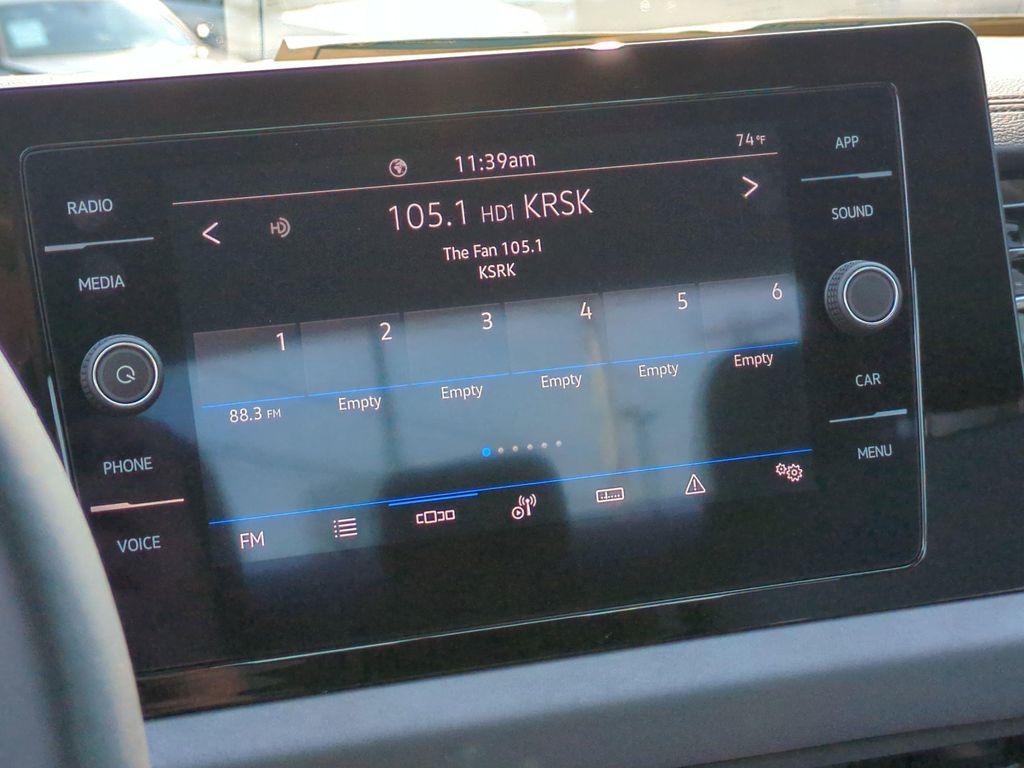 11:39am
74°F
APP
RADIO
HD
105.1 HD1 KRSK
SOUND
The Fan 105.1
KSRK
MEDIA
1 2 3 4 5 6
88.3 FM Empty Empty Empty Empty Empty
CAR
PHONE
MENU
FM
VOICE